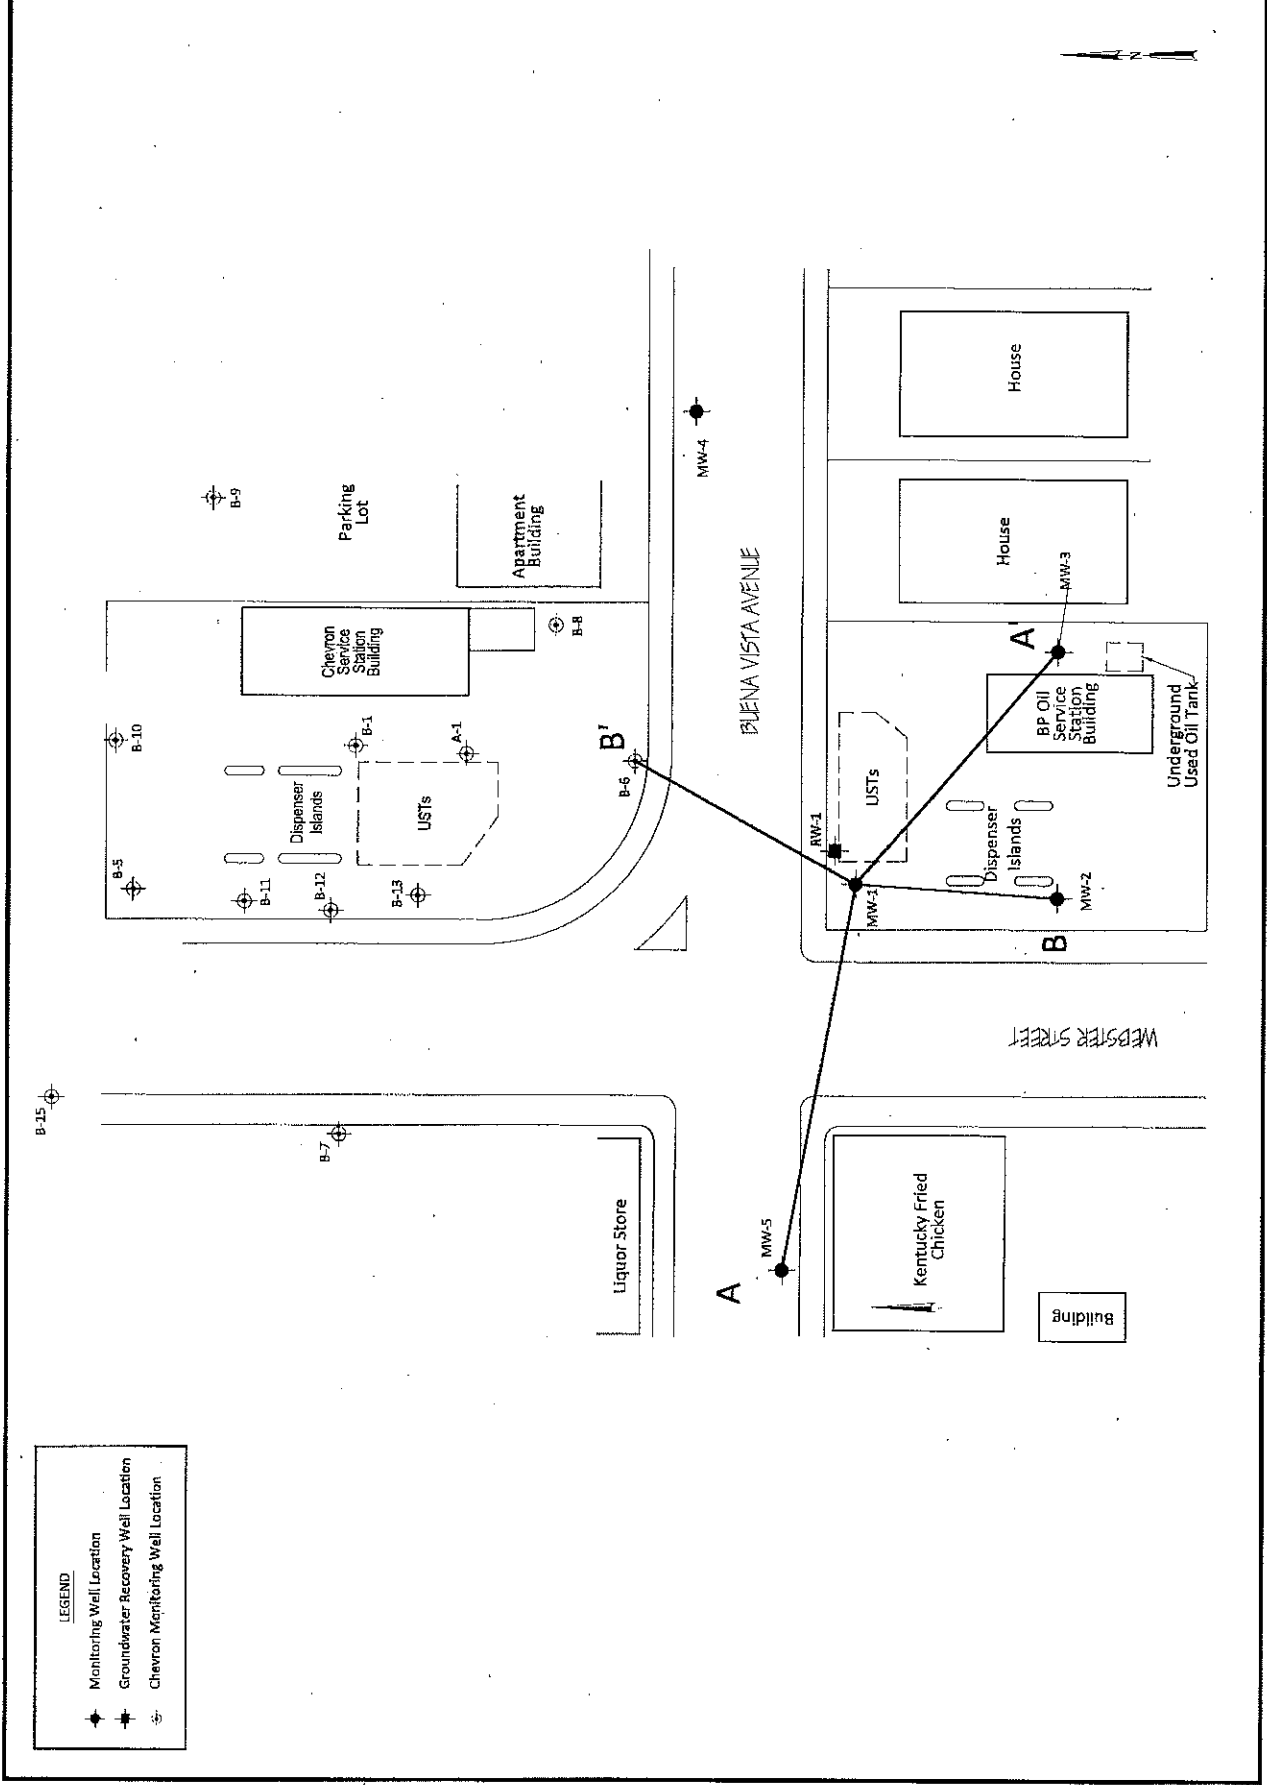 LEGEND
Monitoring Well Location
Groundwater Recovery Well Location
Chevron Monitoring Well Location
B-15
B-7
B-5
B-10
B-11
B-12
B-13
B-1
A-1
B-9
B-8
B-6
B'
Dispenser
Islands
USTs
Chevron
Service
Station
Building
Parking
Lot
Apartment
Building
N
Liquor Store
MW-4
BUENA VISTA AVENUE
A
MW-5
RW-1
MW-1
USTs
Dispenser
Islands
MW-2
B
BP Oil
Service
Station
Building
A'
MW-3
Underground
Used Oil Tank
House
House
WEBSTER STREET
Kentucky Fried
Chicken
Building